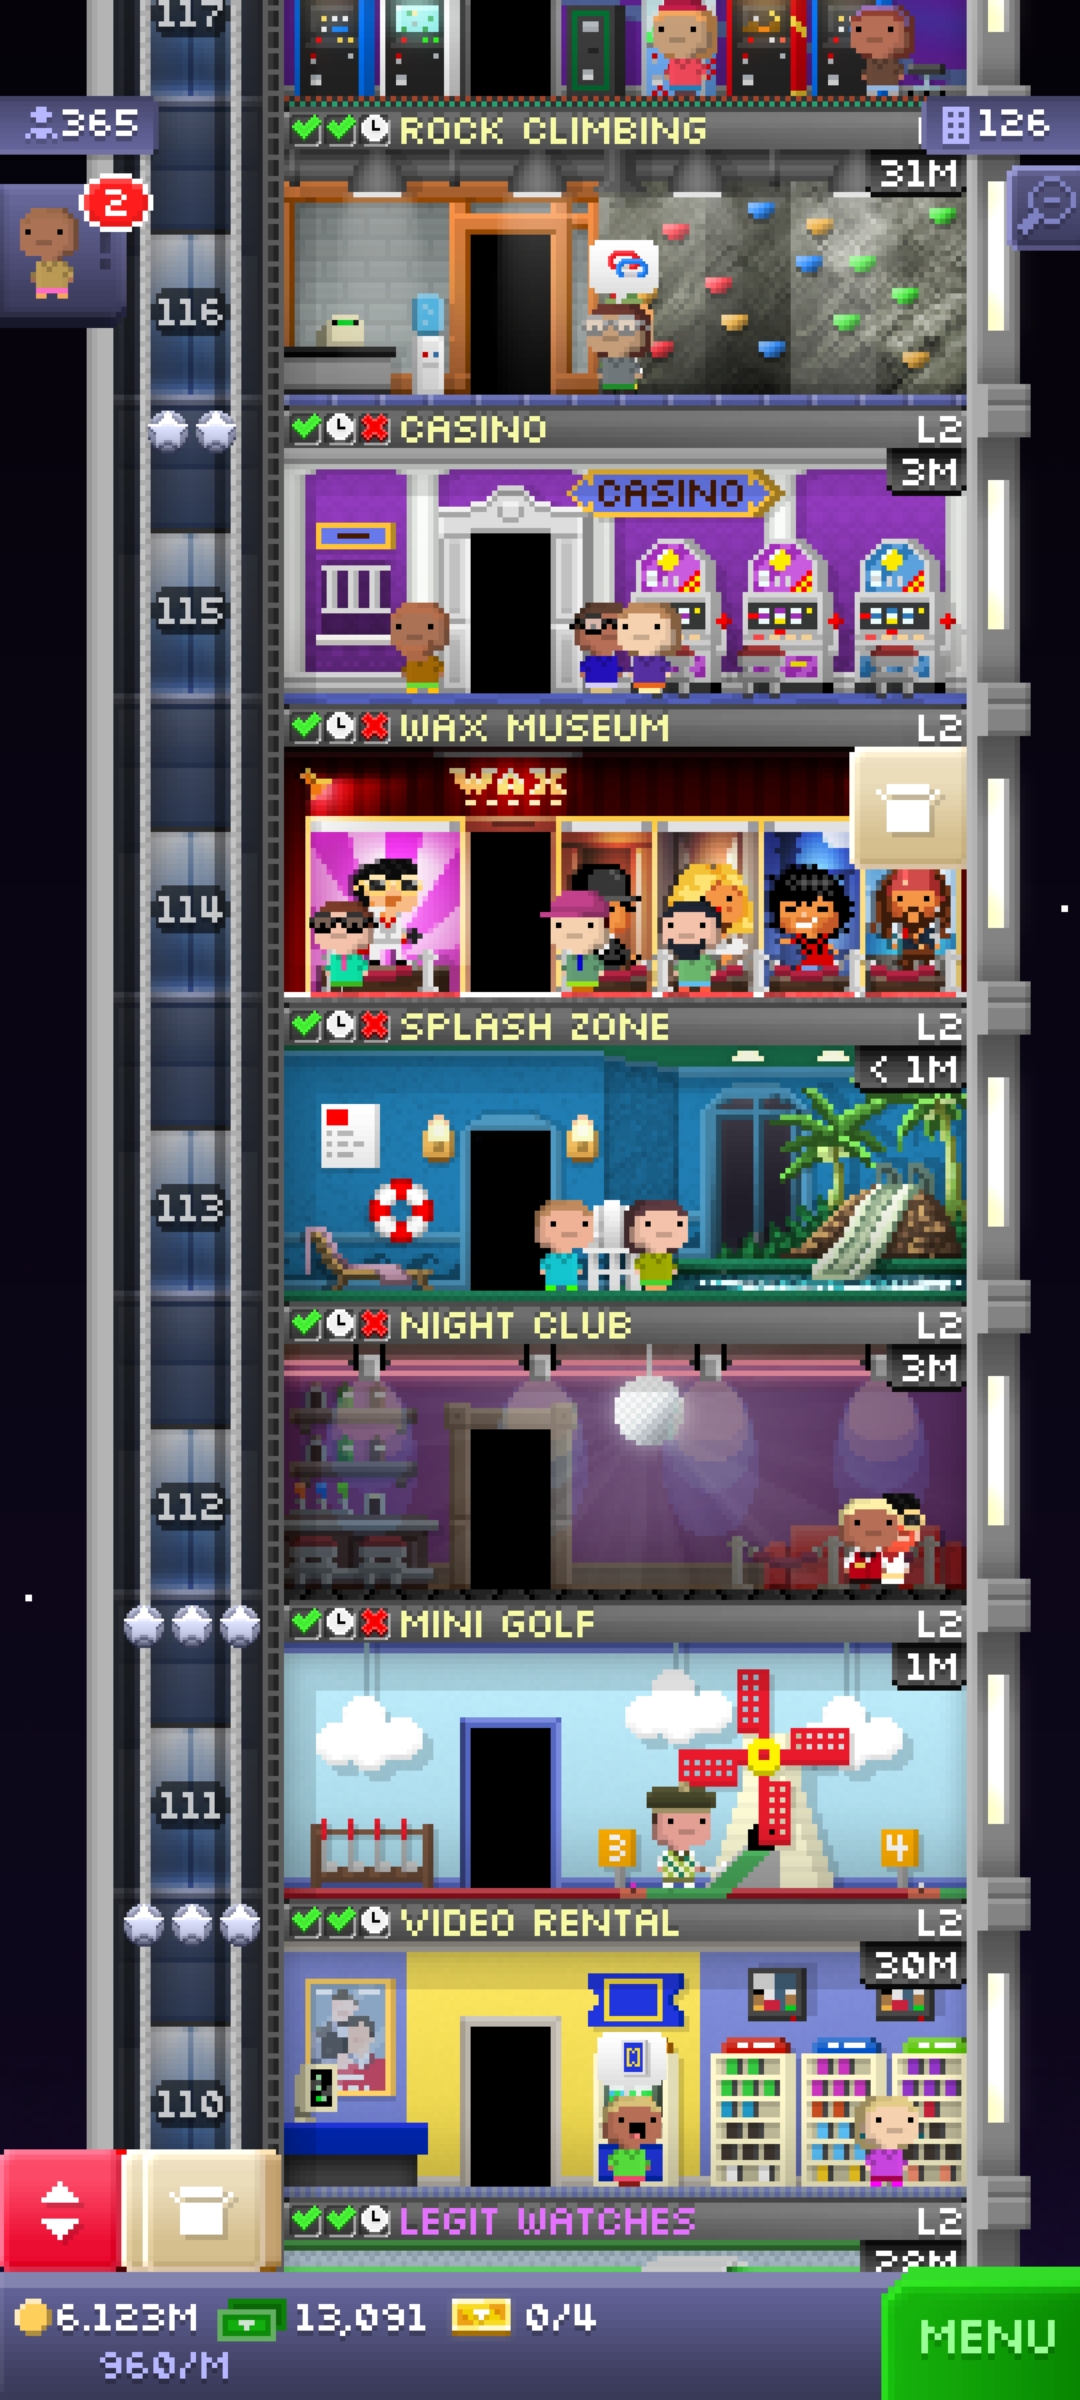 117
365
126
ROCK CLIMBING
31M
2
116
CASINO L2
3M
CASINO
115
WAX MUSEUM L2
WAX
114
SPLASH ZONE L2
< 1M
113
NIGHT CLUB L2
3M
112
MINI GOLF L2
1M
111
3
4
VIDEO RENTAL L2
30M
110
LEGIT WATCHES L2
28M
6.123M 13,091 0/4
960/M
MENU